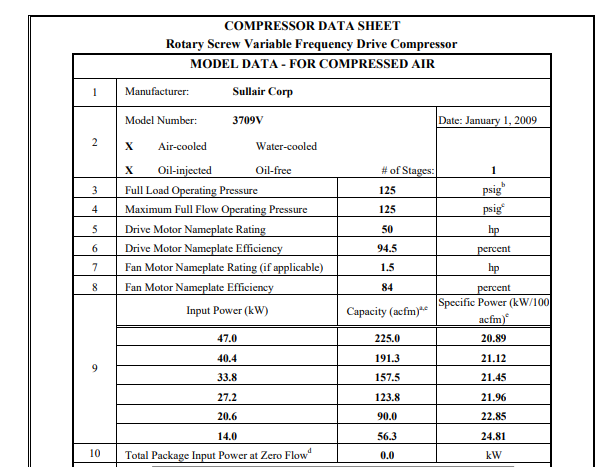 COMPRESSOR DATA SHEET
Rotary Screw Variable Frequency Drive Compressor
MODEL DATA - FOR COMPRESSED AIR
1 Manufacturer: Sullair Corp
Model Number: 3709V Date: January 1, 2009
2 X Air-cooled Water-cooled
X Oil-injected Oil-free # of Stages: 1
3 Full Load Operating Pressure 125 psig^b
4 Maximum Full Flow Operating Pressure 125 psig^c
5 Drive Motor Nameplate Rating 50 hp
6 Drive Motor Nameplate Efficiency 94.5 percent
7 Fan Motor Nameplate Rating (if applicable) 1.5 hp
8 Fan Motor Nameplate Efficiency 84 percent
9 Input Power (kW) Capacity (acfm)^a,e Specific Power (kW/100 acfm)^e
47.0 225.0 20.89
40.4 191.3 21.12
33.8 157.5 21.45
27.2 123.8 21.96
20.6 90.0 22.85
14.0 56.3 24.81
10 Total Package Input Power at Zero Flow^d 0.0 kW